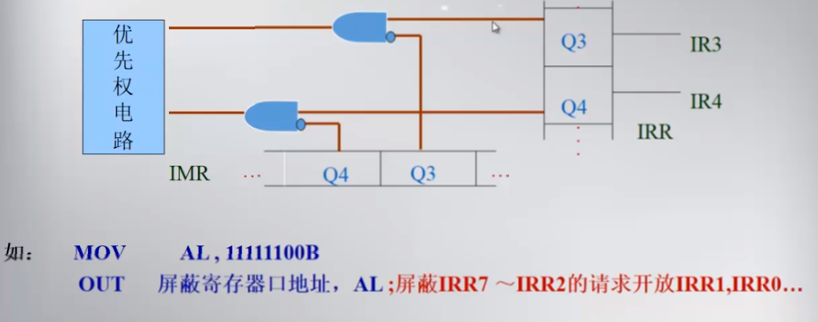 优先权电路
Q3 IR3
Q4 IR4
IRR
IMR … Q4 Q3 …
如： MOV AL , 11111100B
OUT 屏蔽寄存器口地址，AL ;屏蔽IRR7 ～IRR2的请求开放IRR1,IRR0…